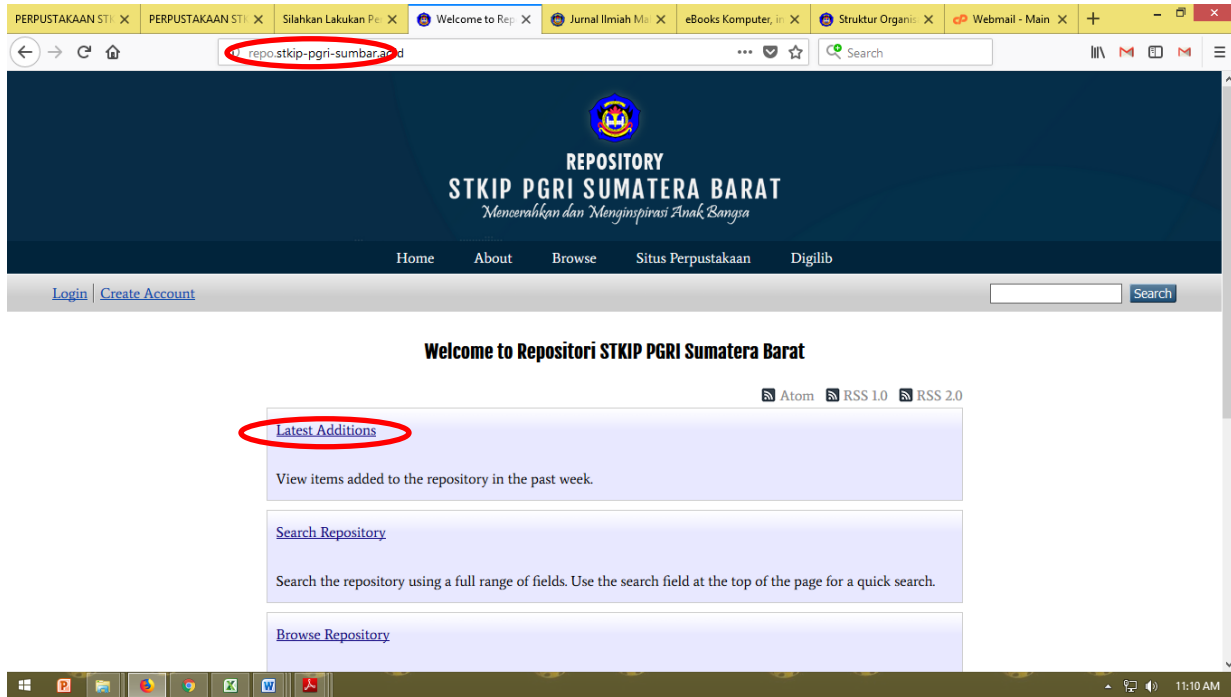 PERPUSTAKAAN STK
PERPUSTAKAAN STK
Silahkan Lakukan Per
Welcome to Rep
Jurnal Ilmiah Ma
eBooks Komputer, in
Struktur Organis
Webmail - Main
repo.stkip-pgri-sumbar.ac.id
Search
REPOSITORY
STKIP PGRI SUMATERA BARAT
Mencerahkan dan Menginspirasi Anak Bangsa
Home About Browse Situs Perpustakaan Digilib
Login Create Account
Search
Welcome to Repositori STKIP PGRI Sumatera Barat
Atom RSS 1.0 RSS 2.0
Latest Additions
View items added to the repository in the past week.
Search Repository
Search the repository using a full range of fields. Use the search field at the top of the page for a quick search.
Browse Repository
11:10 AM